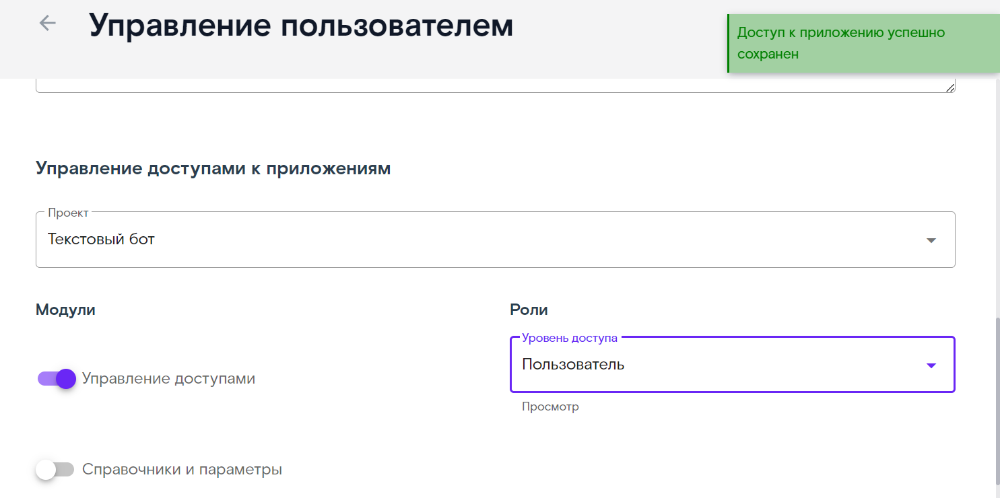 Управление пользователем
Доступ к приложению успешно
сохранен
Управление доступами к приложениям
Проект
Текстовый бот
Модули
Роли
Уровень доступа
Пользователь
Управление доступами
Просмотр
Справочники и параметры